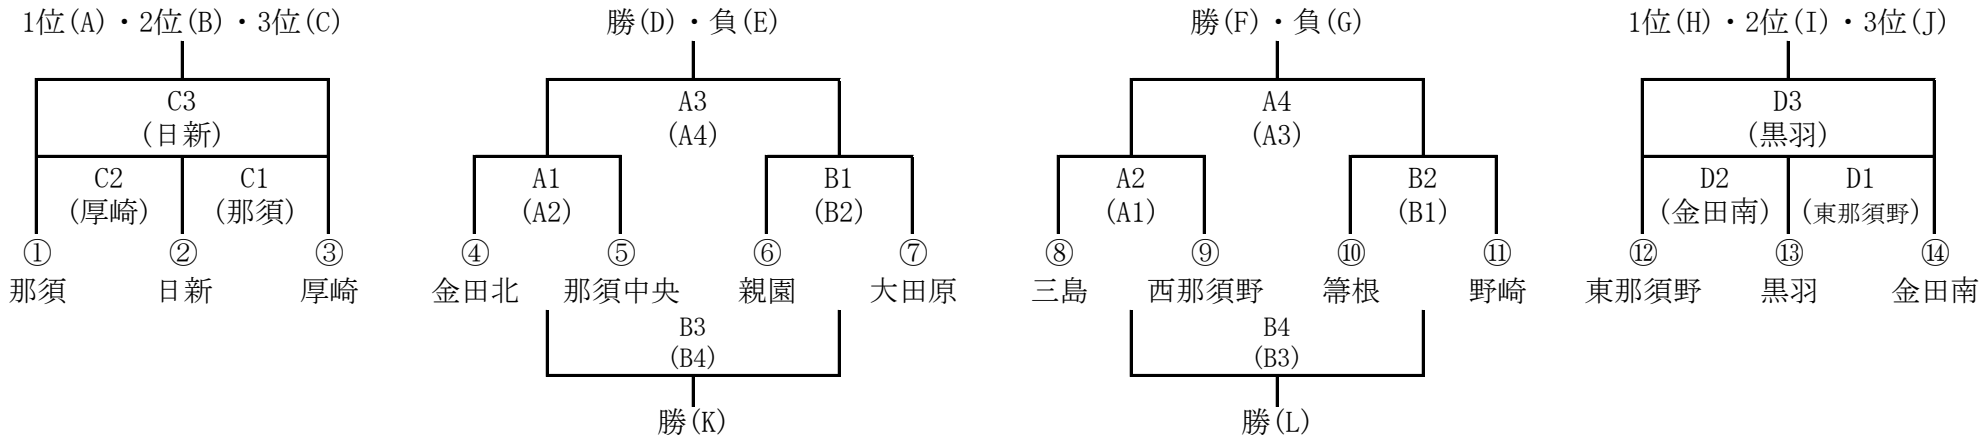 1位(A)・2位(B)・3位(C)
C3
(日新)
C2
(厚崎)
C1
(那須)
①
那須
②
日新
③
厚崎
勝(D)・負(E)
A3
(A4)
A1
(A2)
B1
(B2)
④
金田北
⑤
那須中央
⑥
親園
⑦
大田原
B3
(B4)
勝(K)
勝(F)・負(G)
A4
(A3)
A2
(A1)
B2
(B1)
⑧
三島
⑨
西那須野
⑩
箒根
⑪
野崎
B4
(B3)
勝(L)
1位(H)・2位(I)・3位(J)
D3
(黒羽)
D2
(金田南)
D1
(東那須野)
⑫
東那須野
⑬
黒羽
⑭
金田南